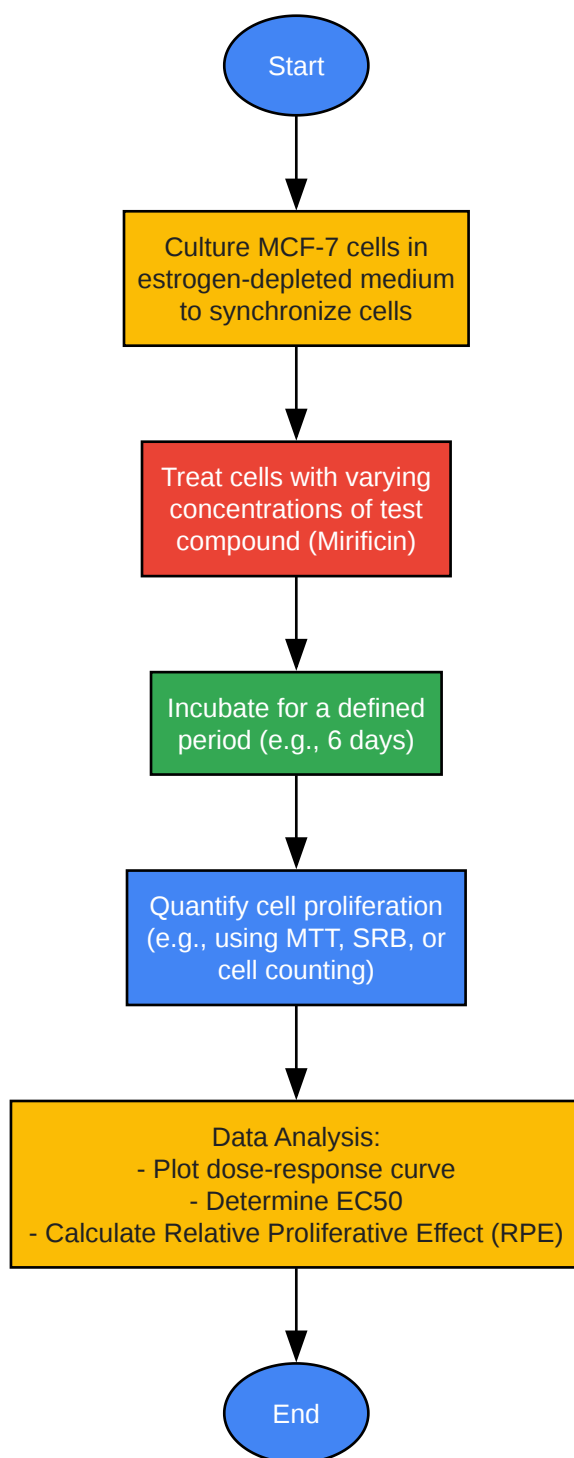 Start
Culture MCF-7 cells in
estrogen-depleted medium
to synchronize cells
Treat cells with varying
concentrations of test
compound (Mirificin)
Incubate for a defined
period (e.g., 6 days)
Quantify cell proliferation
(e.g., using MTT, SRB, or
cell counting)
Data Analysis:
- Plot dose-response curve
- Determine EC50
- Calculate Relative Proliferative Effect (RPE)
End